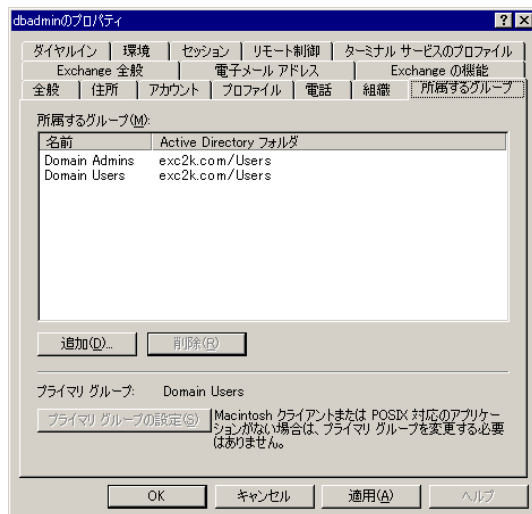 dbadminのプロパティ
ダイヤルイン 環境 セッション リモート制御 ターミナル サービスのプロファイル
Exchange 全般 電子メール アドレス Exchange の機能
全般 住所 アカウント プロファイル 電話 組織 所属するグループ
所属するグループ(M):
名前 Active Directory フォルダ
Domain Admins exc2k.com/Users
Domain Users exc2k.com/Users
追加(D)... 削除(R)
プライマリ グループ: Domain Users
プライマリ グループの設定(S)
Macintosh クライアントまたは POSIX 対応のアプリケー
ションがない場合は、プライマリ グループを変更する必要
はありません。
OK キャンセル 適用(A) ヘルプ